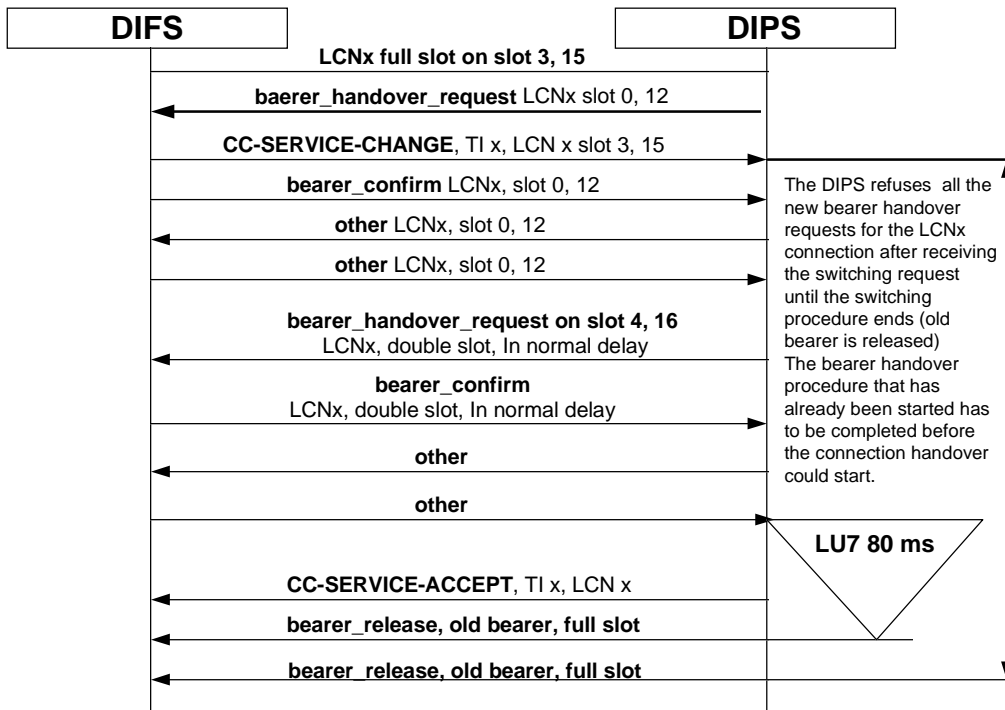 DIFS
DIPS
LCNx full slot on slot 3, 15
baerer_handover_request LCNx slot 0, 12
CC-SERVICE-CHANGE, TI x, LCN x slot 3, 15
bearer_confirm LCNx, slot 0, 12
other LCNx, slot 0, 12
other LCNx, slot 0, 12
bearer_handover_request on slot 4, 16
LCNx, double slot, In normal delay
bearer_confirm
LCNx, double slot, In normal delay
other
other
The DIPS refuses all the
new bearer handover
requests for the LCNx
connection after receiving
the switching request
until the switching
procedure ends (old
bearer is released)
The bearer handover
procedure that has
already been started has
to be completed before
the connection handover
could start.
LU7 80 ms
CC-SERVICE-ACCEPT, TI x, LCN x
bearer_release, old bearer, full slot
bearer_release, old bearer, full slot